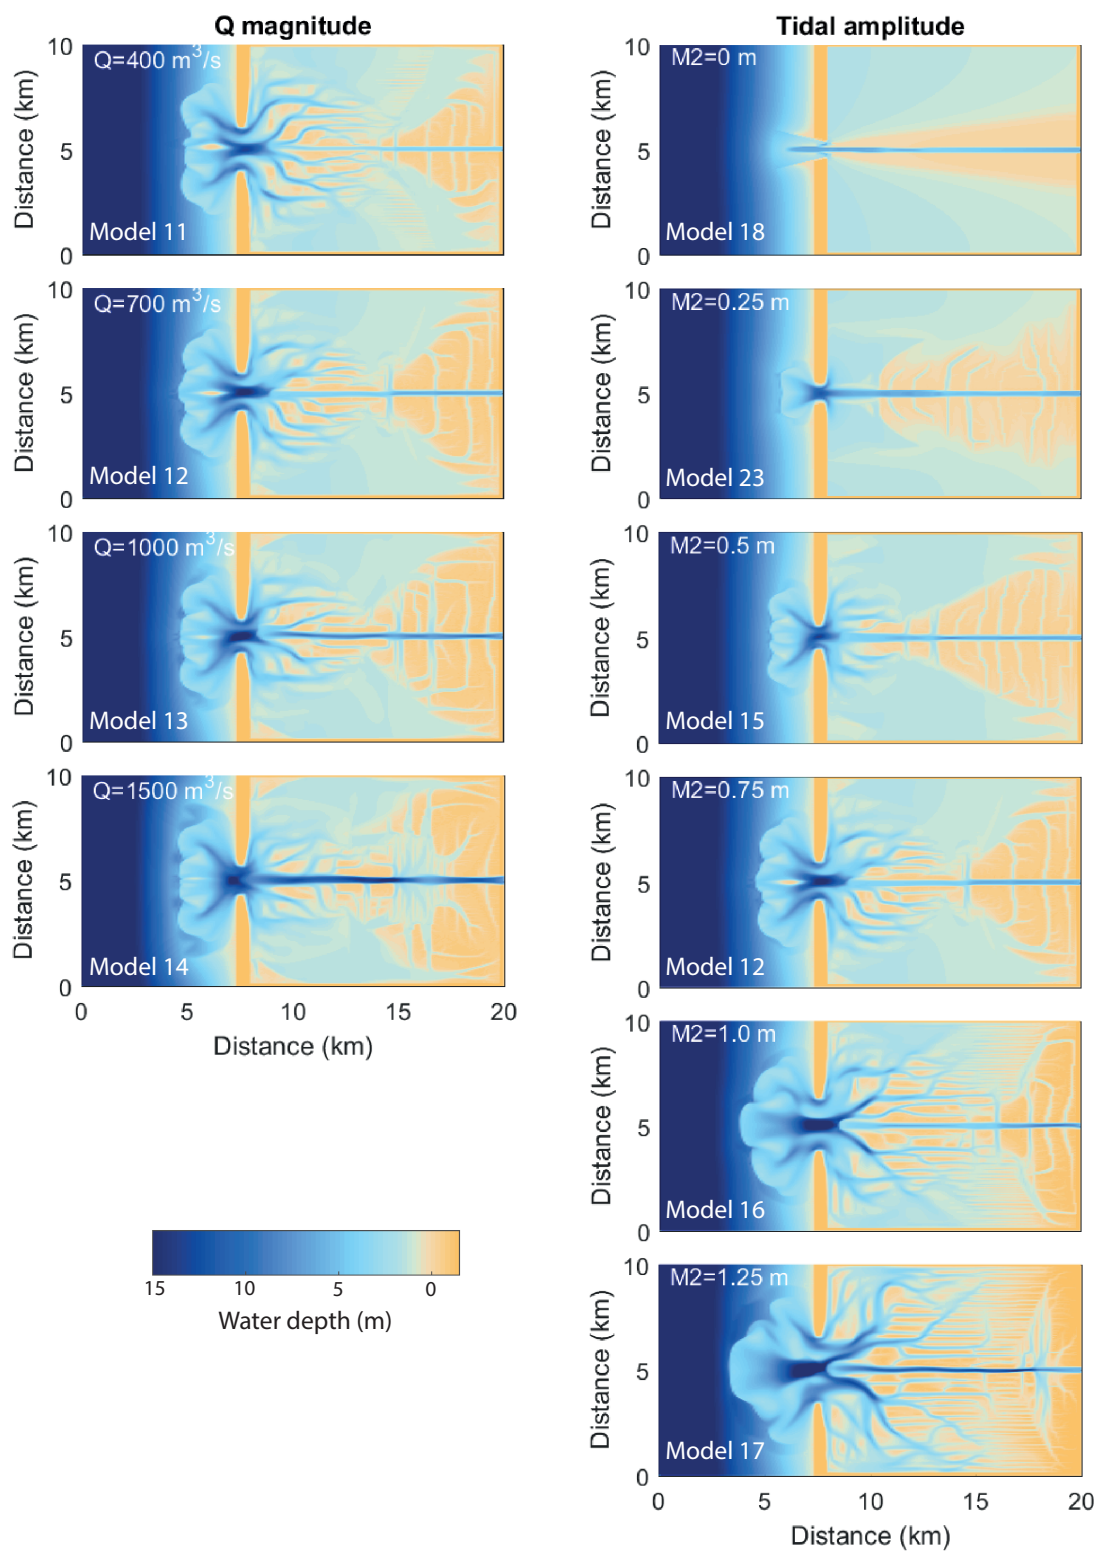 Q magnitude
10
Q=400 m³/s
Distance (km)
5
Model 11
0
10
Q=700 m³/s
Distance (km)
5
Model 12
0
10
Q=1000 m³/s
Distance (km)
5
Model 13
0
10
Q=1500 m³/s
Distance (km)
5
Model 14
0
0 5 10 15 20
Distance (km)
15 10 5 0
Water depth (m)
Tidal amplitude
10
M2=0 m
Distance (km)
5
Model 18
0
10
M2=0.25 m
Distance (km)
5
Model 23
0
10
M2=0.5 m
Distance (km)
5
Model 15
0
10
M2=0.75 m
Distance (km)
5
Model 12
0
10
M2=1.0 m
Distance (km)
5
Model 16
0
10
M2=1.25 m
Distance (km)
5
Model 17
0
0 5 10 15 20
Distance (km)